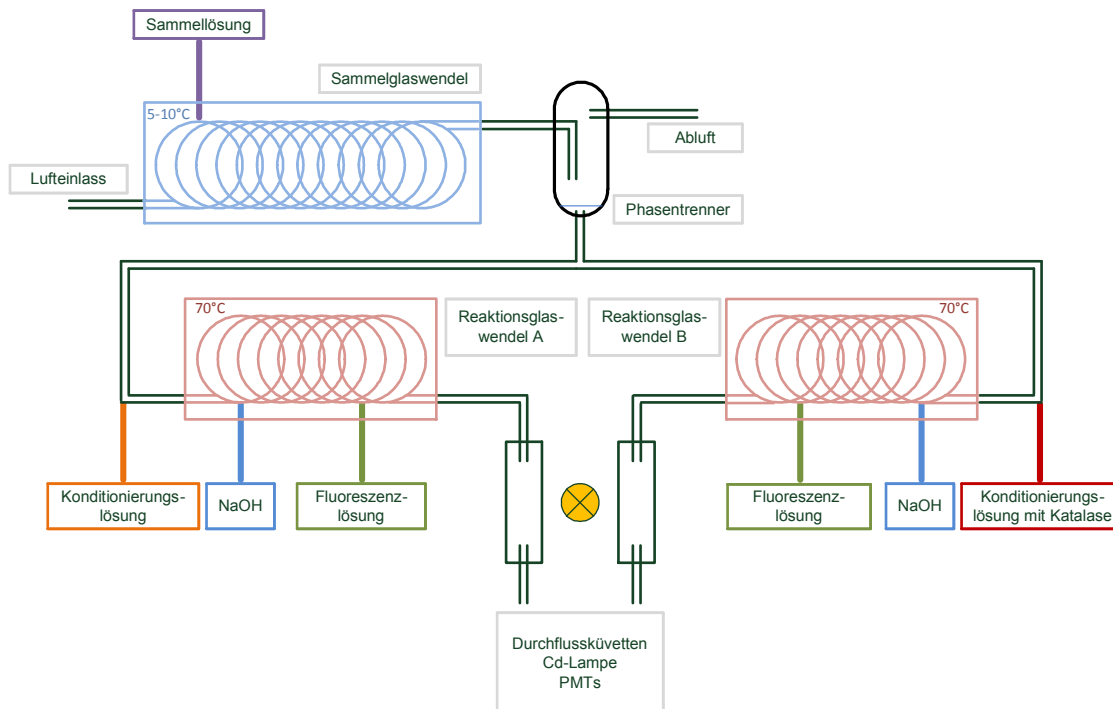 Sammellösung
Sammelglaswendel
5-10°C
Abluft
Lufteinlass
Phasentrenner
70°C
Reaktionsglas-
wendel A
Reaktionsglas-
wendel B
70°C
Konditionierungs-
lösung
NaOH
Fluoreszenz-
lösung
Fluoreszenz-
lösung
NaOH
Konditionierungs-
lösung mit Katalase
Durchflussküvetten
Cd-Lampe
PMTs